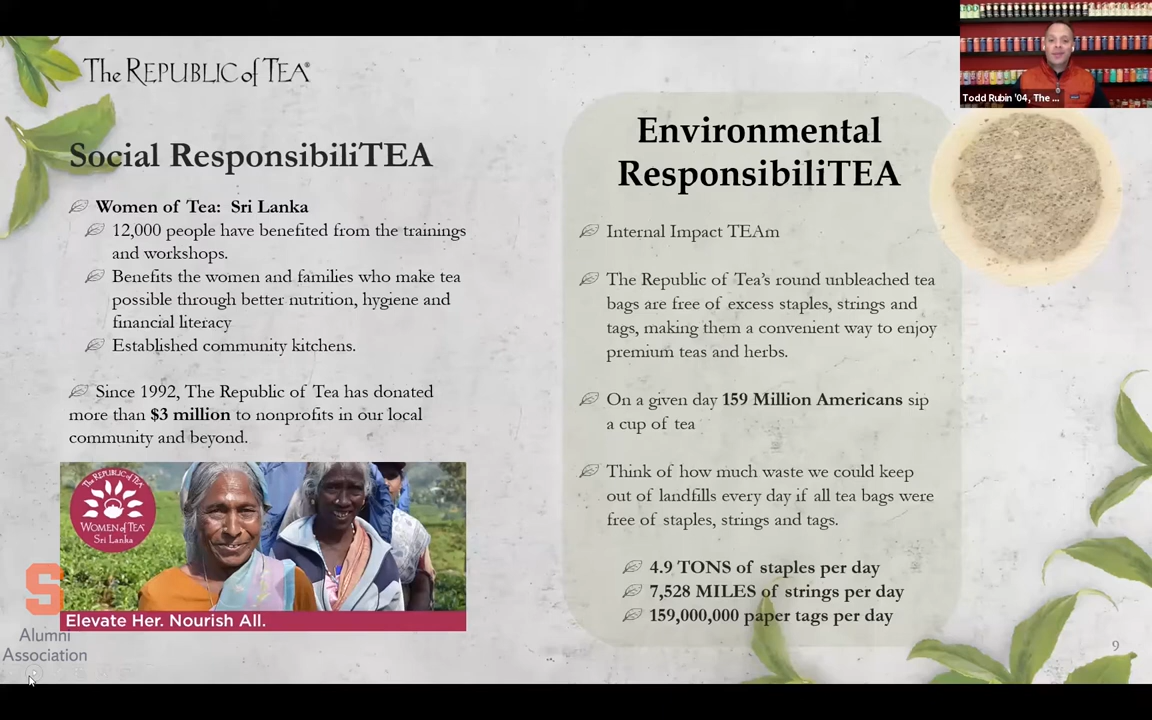 The REPUBLIC of TEA®
Todd Rubin '04, The ...
Social ResponsibiliTEA
Women of Tea: Sri Lanka
12,000 people have benefited from the trainings
and workshops.
Benefits the women and families who make tea
possible through better nutrition, hygiene and
financial literacy
Established community kitchens.
Since 1992, The Republic of Tea has donated
more than $3 million to nonprofits in our local
community and beyond.
The REPUBLIC of TEA
WOMEN of TEA
Sri Lanka
Elevate Her. Nourish All.
S
Alumni
Association
Environmental
ResponsibiliTEA
Internal Impact TEAm
The Republic of Tea’s round unbleached tea
bags are free of excess staples, strings and
tags, making them a convenient way to enjoy
premium teas and herbs.
On a given day 159 Million Americans sip
a cup of tea
Think of how much waste we could keep
out of landfills every day if all tea bags were
free of staples, strings and tags.
4.9 TONS of staples per day
7,528 MILES of strings per day
159,000,000 paper tags per day
9